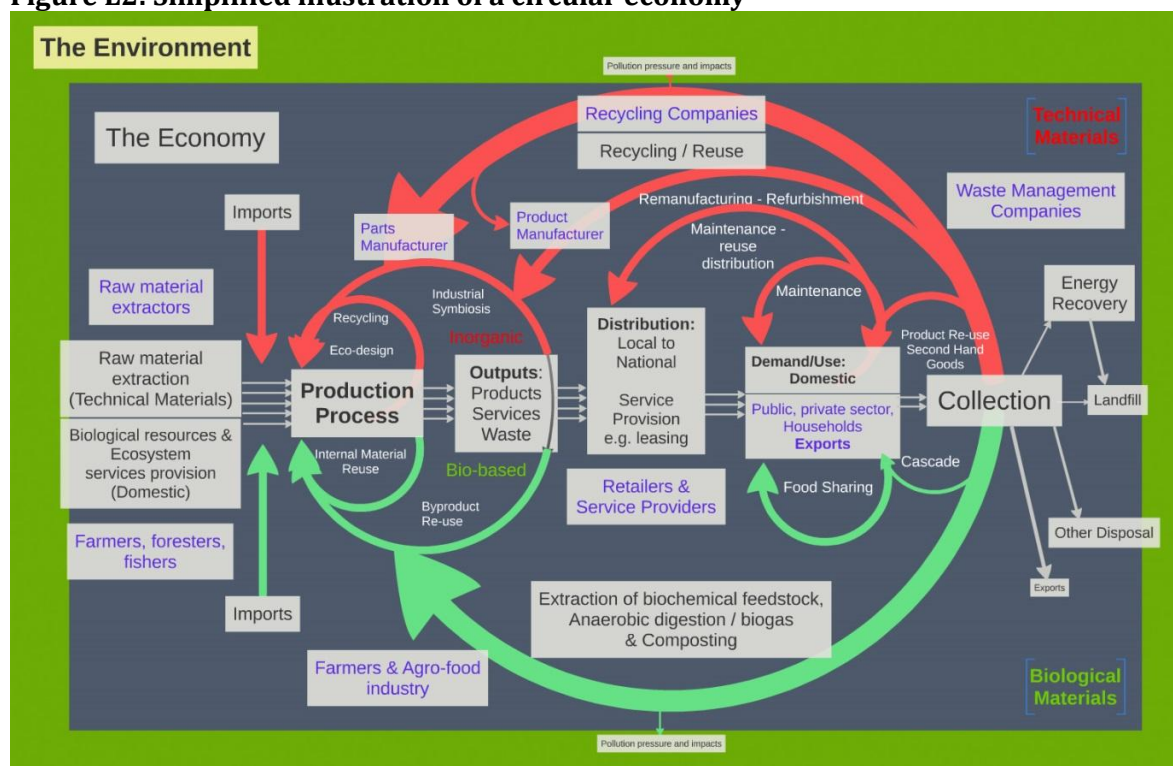 Figure E2: Simplified illustration of a circular economy
The Environment
Pollution pressure and impacts
The Economy
Recycling Companies
Recycling / Reuse
Technical
Materials
Waste Management
Companies
Imports
Parts
Manufacturer
Product
Manufacturer
Remanufacturing - Refurbishment
Maintenance -
reuse
distribution
Maintenance
Raw material
extractors
Recycling
Eco-design
Industrial
Symbiosis
Inorganic
Energy
Recovery
Product Re-use
Second Hand
Goods
Raw material
extraction
(Technical Materials)
Biological resources &
Ecosystem
services provision
(Domestic)
Production
Process
Outputs:
Products
Services
Waste
Distribution:
Local to
National
Service
Provision
e.g. leasing
Demand/Use:
Domestic
Public, private sector,
Households
Exports
Collection
Landfill
Internal Material
Reuse
Bio-based
Byproduct
Re-use
Retailers &
Service Providers
Food Sharing
Cascade
Farmers, foresters,
fishers
Other Disposal
Exports
Imports
Extraction of biochemical feedstock,
Anaerobic digestion / biogas
& Composting
Farmers & Agro-food
industry
Biological
Materials
Pollution pressure and impacts